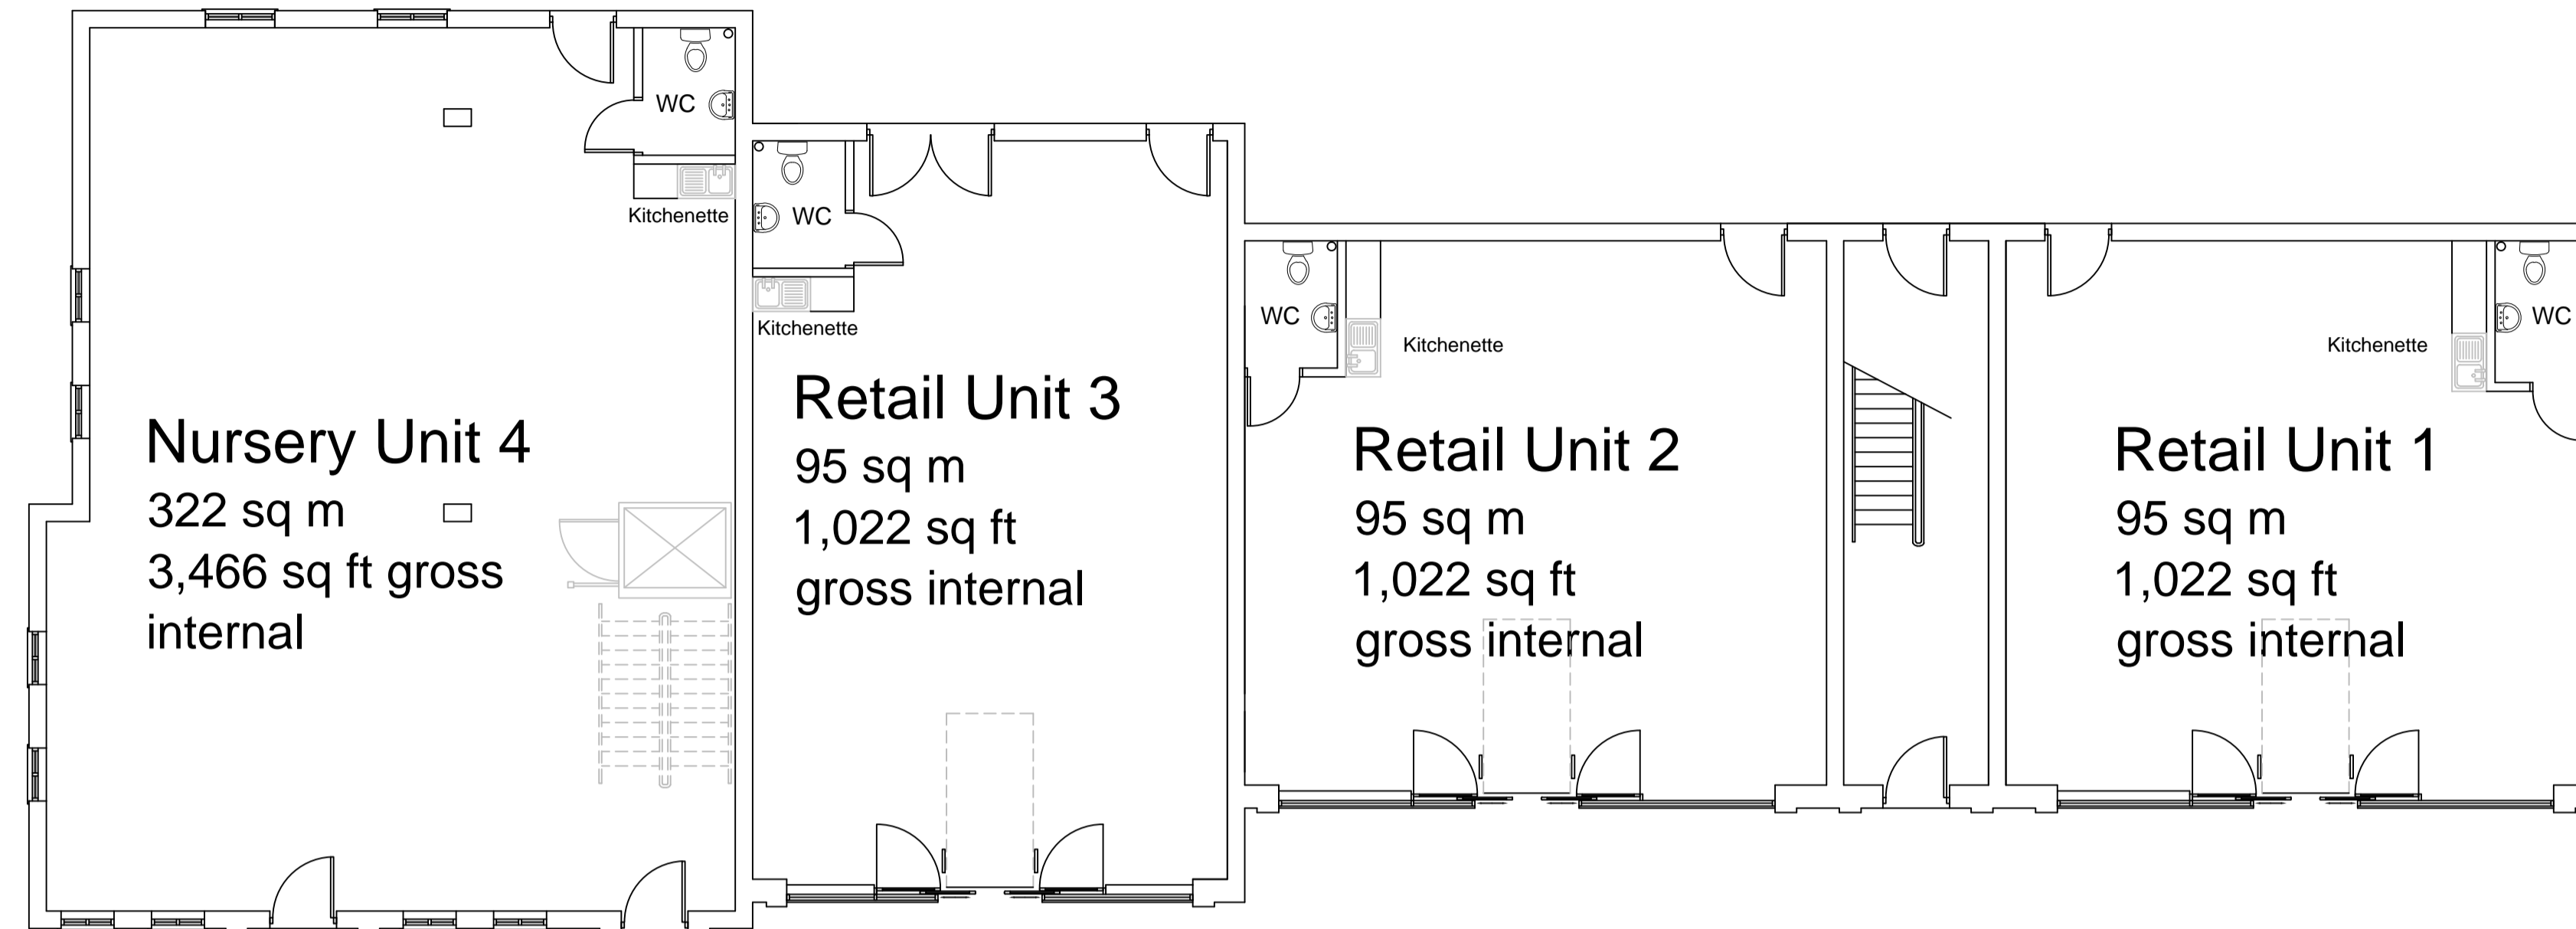 WC
Kitchenette
Nursery Unit 4
322 sq m
3,466 sq ft gross
internal
WC
Kitchenette
Retail Unit 3
95 sq m
1,022 sq ft
gross internal
WC
Kitchenette
Retail Unit 2
95 sq m
1,022 sq ft
gross internal
Kitchenette
WC
Retail Unit 1
95 sq m
1,022 sq ft
gross internal